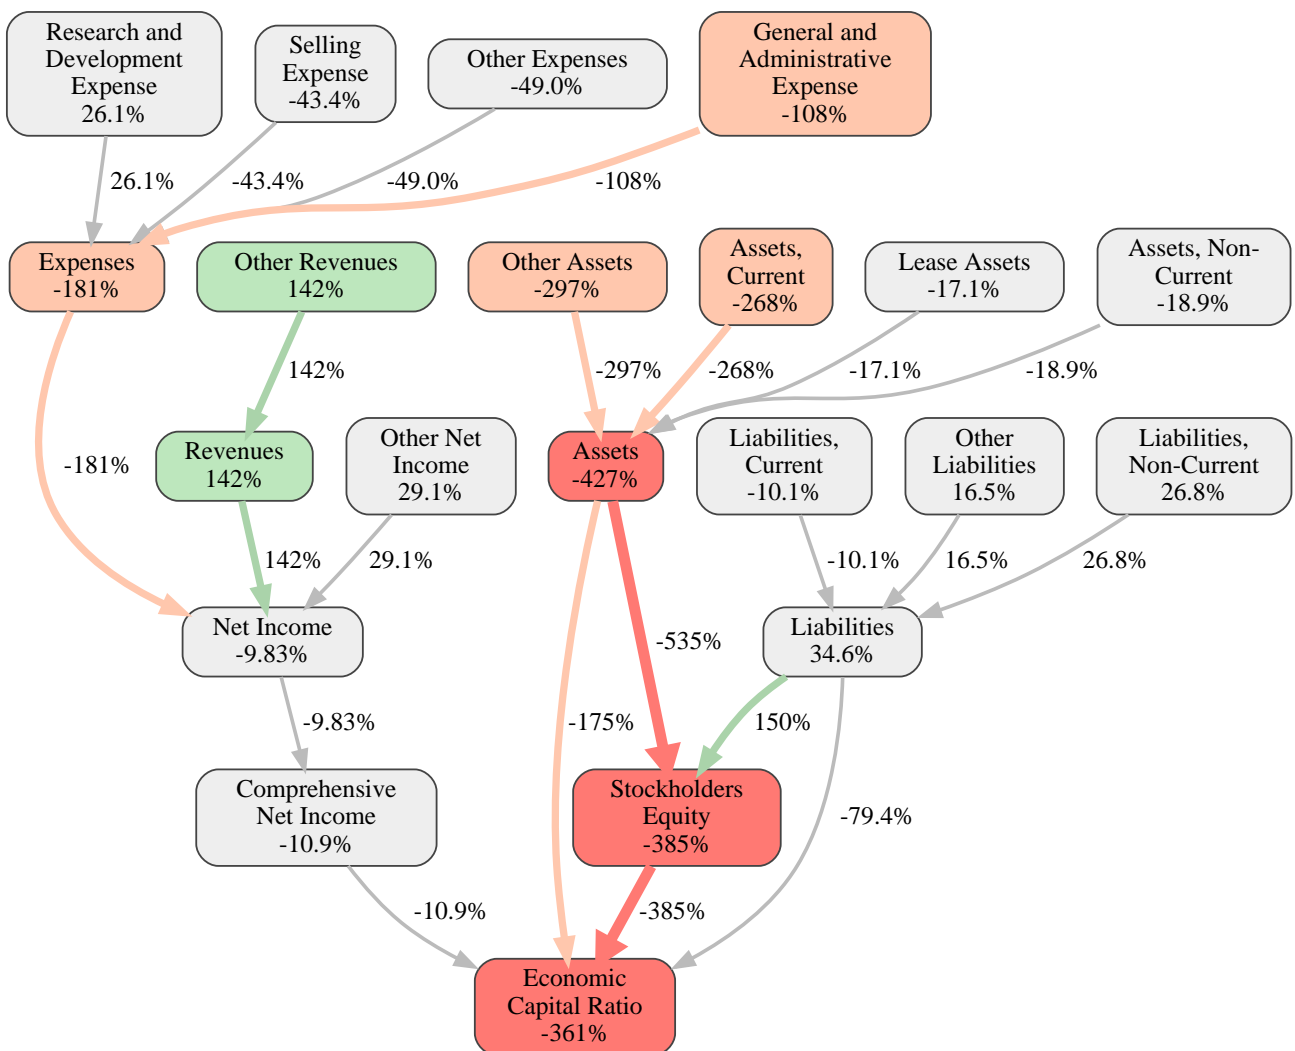 Research and
Development
Expense
26.1%
Selling
Expense
-43.4%
Other Expenses
-49.0%
General and
Administrative
Expense
-108%
26.1%
-43.4%
-49.0%
-108%
Expenses
-181%
Other Revenues
142%
Other Assets
-297%
Assets,
Current
-268%
Lease Assets
-17.1%
Assets, Non-
Current
-18.9%
142%
-297%
-268%
-17.1%
-18.9%
-181%
Revenues
142%
Other Net
Income
29.1%
Assets
-427%
Liabilities,
Current
-10.1%
Other
Liabilities
16.5%
Liabilities,
Non-Current
26.8%
142%
29.1%
-10.1%
16.5%
26.8%
Net Income
-9.83%
-535%
Liabilities
34.6%
-9.83%
-175%
150%
Comprehensive
Net Income
-10.9%
Stockholders
Equity
-385%
-79.4%
-10.9%
-385%
Economic
Capital Ratio
-361%